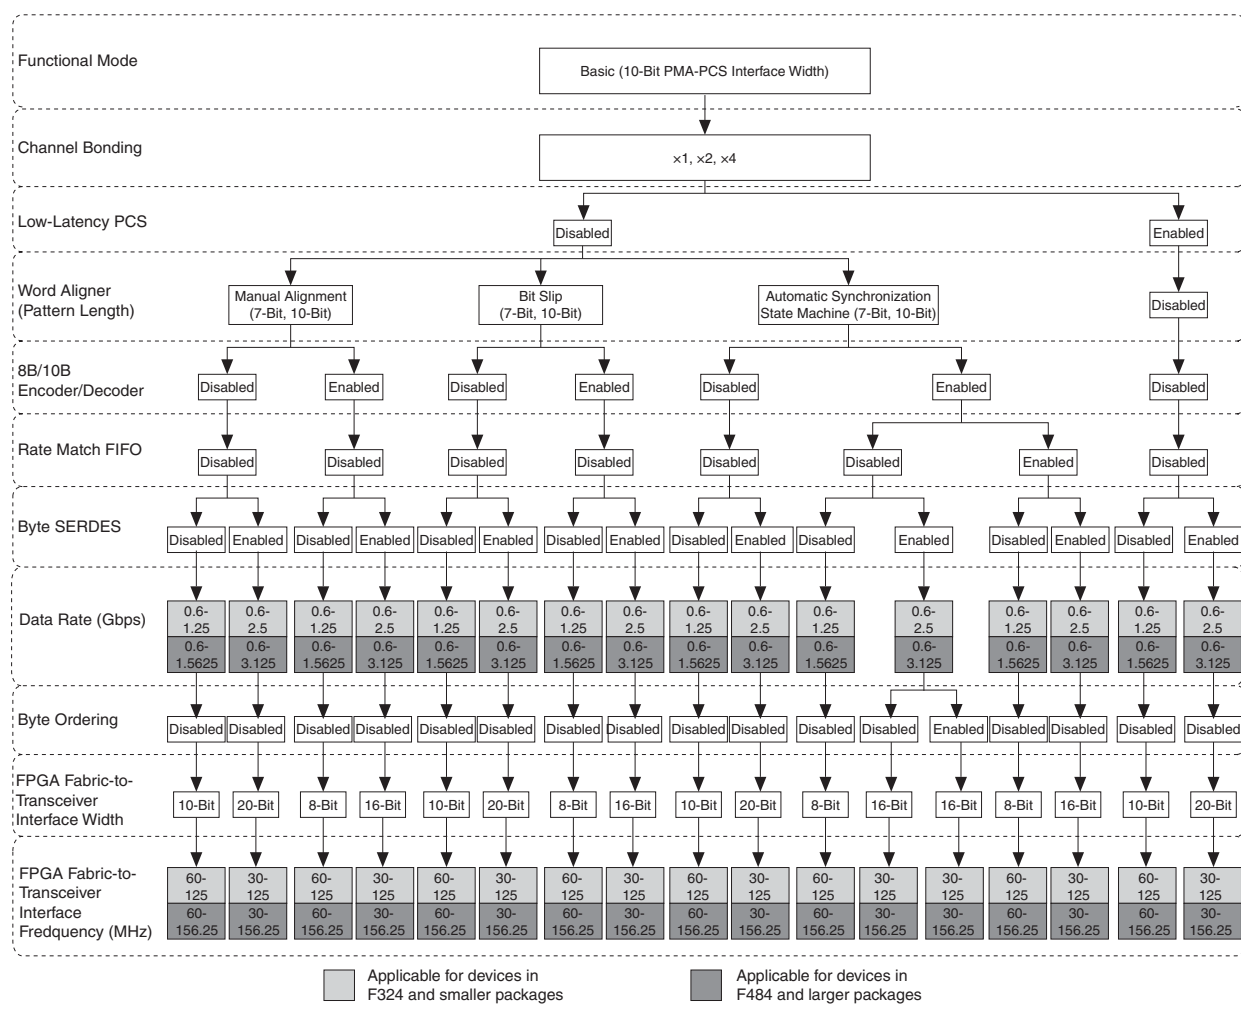 Functional Mode
Basic (10-Bit PMA-PCS Interface Width)
Channel Bonding
×1, ×2, ×4
Low-Latency PCS
Disabled Enabled
Word Aligner
(Pattern Length)
Manual Alignment
(7-Bit, 10-Bit)
Bit Slip
(7-Bit, 10-Bit)
Automatic Synchronization
State Machine (7-Bit, 10-Bit)
Disabled
8B/10B
Encoder/Decoder
Disabled Enabled Disabled Enabled Disabled Enabled Disabled
Rate Match FIFO
Disabled Disabled Disabled Disabled Disabled Disabled Enabled Disabled
Byte SERDES
Disabled Enabled Disabled Enabled Disabled Enabled Disabled Enabled Disabled Enabled Disabled Enabled Disabled Enabled Disabled Enabled
Data Rate (Gbps)
0.6- 0.6- 0.6- 0.6- 0.6- 0.6- 0.6- 0.6- 0.6- 0.6- 0.6- 0.6- 0.6- 0.6- 0.6- 0.6-
1.25 2.5 1.25 2.5 1.25 2.5 1.25 2.5 1.25 2.5 1.25 2.5 1.25 2.5 1.25 2.5
0.6- 0.6- 0.6- 0.6- 0.6- 0.6- 0.6- 0.6- 0.6- 0.6- 0.6- 0.6- 0.6- 0.6- 0.6- 0.6-
1.5625 3.125 1.5625 3.125 1.5625 3.125 1.5625 3.125 1.5625 3.125 1.5625 3.125 1.5625 3.125 1.5625 3.125
Byte Ordering
Disabled Disabled Disabled Disabled Disabled Disabled Disabled Disabled Disabled Disabled Disabled Disabled Enabled Disabled Disabled Disabled Disabled
FPGA Fabric-to-
Transceiver
Interface Width
10-Bit 20-Bit 8-Bit 16-Bit 10-Bit 20-Bit 8-Bit 16-Bit 10-Bit 20-Bit 8-Bit 16-Bit 16-Bit 8-Bit 16-Bit 10-Bit 20-Bit
FPGA Fabric-to-
Transceiver
Interface
Fredquency (MHz)
60- 30- 60- 30- 60- 30- 60- 30- 60- 30- 60- 30- 30- 60- 30- 60- 30-
125 125 125 125 125 125 125 125 125 125 125 125 125 125 125 125 125
60- 30- 60- 30- 60- 30- 60- 30- 60- 30- 60- 30- 30- 60- 30- 60- 30-
156.25 156.25 156.25 156.25 156.25 156.25 156.25 156.25 156.25 156.25 156.25 156.25 156.25 156.25 156.25 156.25 156.25
Applicable for devices in
F324 and smaller packages
Applicable for devices in
F484 and larger packages